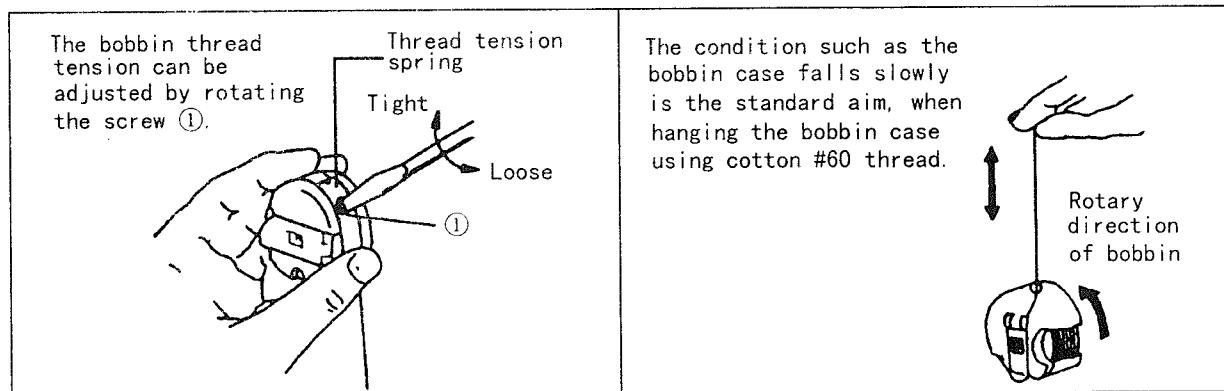 The bobbin thread
tension can be
adjusted by rotating
the screw ①.
Thread tension
spring
Tight
Loose
①
The condition such as the
bobbin case falls slowly
is the standard aim, when
hanging the bobbin case
using cotton #60 thread.
Rotary
direction
of bobbin